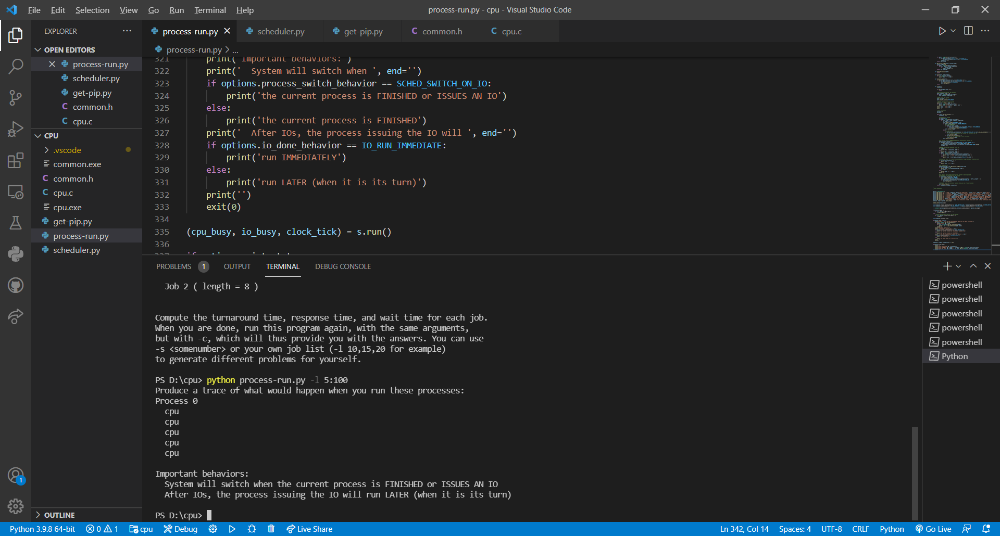 File Edit Selection View Go Run Terminal Help
process-run.py - cpu - Visual Studio Code
EXPLORER
process-run.py
scheduler.py
get-pip.py
C common.h
C cpu.c
OPEN EDITORS
process-run.py
scheduler.py
get-pip.py
C common.h
C cpu.c
CPU
.vscode
common.exe
C common.h
C cpu.c
cpu.exe
get-pip.py
process-run.py
scheduler.py
OUTLINE
process-run.py > ...
321 print('Important behaviors:')
322 print('  System will switch when ', end='')
323 if options.process_switch_behavior == SCHED_SWITCH_ON_IO:
324 print('the current process is FINISHED or ISSUES AN IO')
325 else:
326 print('the current process is FINISHED')
327 print('  After IOs, the process issuing the IO will ', end='')
328 if options.io_done_behavior == IO_RUN_IMMEDIATE:
329 print('run IMMEDIATELY')
330 else:
331 print('run LATER (when it is its turn)')
332 print('')
333 exit(0)
334
335 (cpu_busy, io_busy, clock_tick) = s.run()
336
PROBLEMS 1 OUTPUT TERMINAL DEBUG CONSOLE
Job 2 ( length = 8 )
Compute the turnaround time, response time, and wait time for each job.
When you are done, run this program again, with the same arguments,
but with -c, which will thus provide you with the answers. You can use
-s <somenumber> or your own job list (-l 10,15,20 for example)
to generate different problems for yourself.
PS D:\cpu> python process-run.py -l 5:100
Produce a trace of what would happen when you run these processes:
Process 0
cpu
cpu
cpu
cpu
cpu
Important behaviors:
System will switch when the current process is FINISHED or ISSUES AN IO
After IOs, the process issuing the IO will run LATER (when it is its turn)
PS D:\cpu>
powershell
powershell
powershell
powershell
powershell
Python
1
Python 3.9.8 64-bit 0 1 cpu Debug Live Share
Ln 342, Col 14 Spaces: 4 UTF-8 CRLF Python Go Live